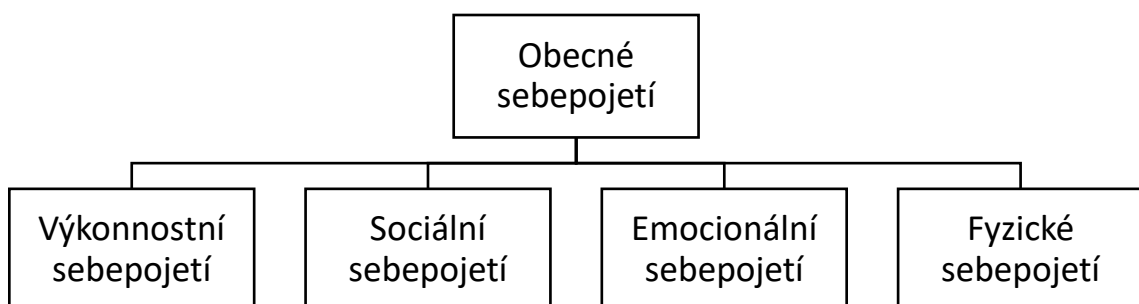 Obecné
sebepojetí
Výkonnostní
sebepojetí
Sociální
sebepojetí
Emocionální
sebepojetí
Fyzické
sebepojetí